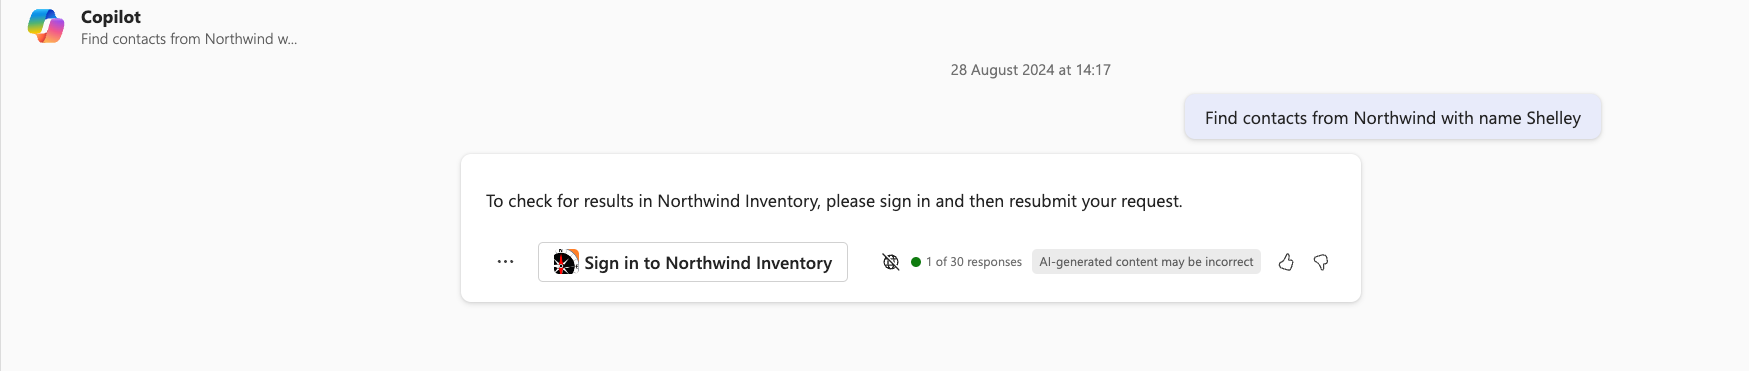 Copilot
Find contacts from Northwind w...
28 August 2024 at 14:17
Find contacts from Northwind with name Shelley
To check for results in Northwind Inventory, please sign in and then resubmit your request.
Sign in to Northwind Inventory
1 of 30 responses
AI-generated content may be incorrect